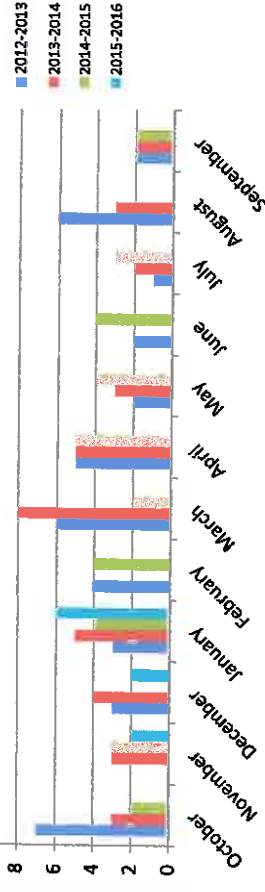 8
6
4
2
0
October
November
December
January
February
March
April
May
June
July
August
September
2012-2013
2013-2014
2014-2015
2015-2016